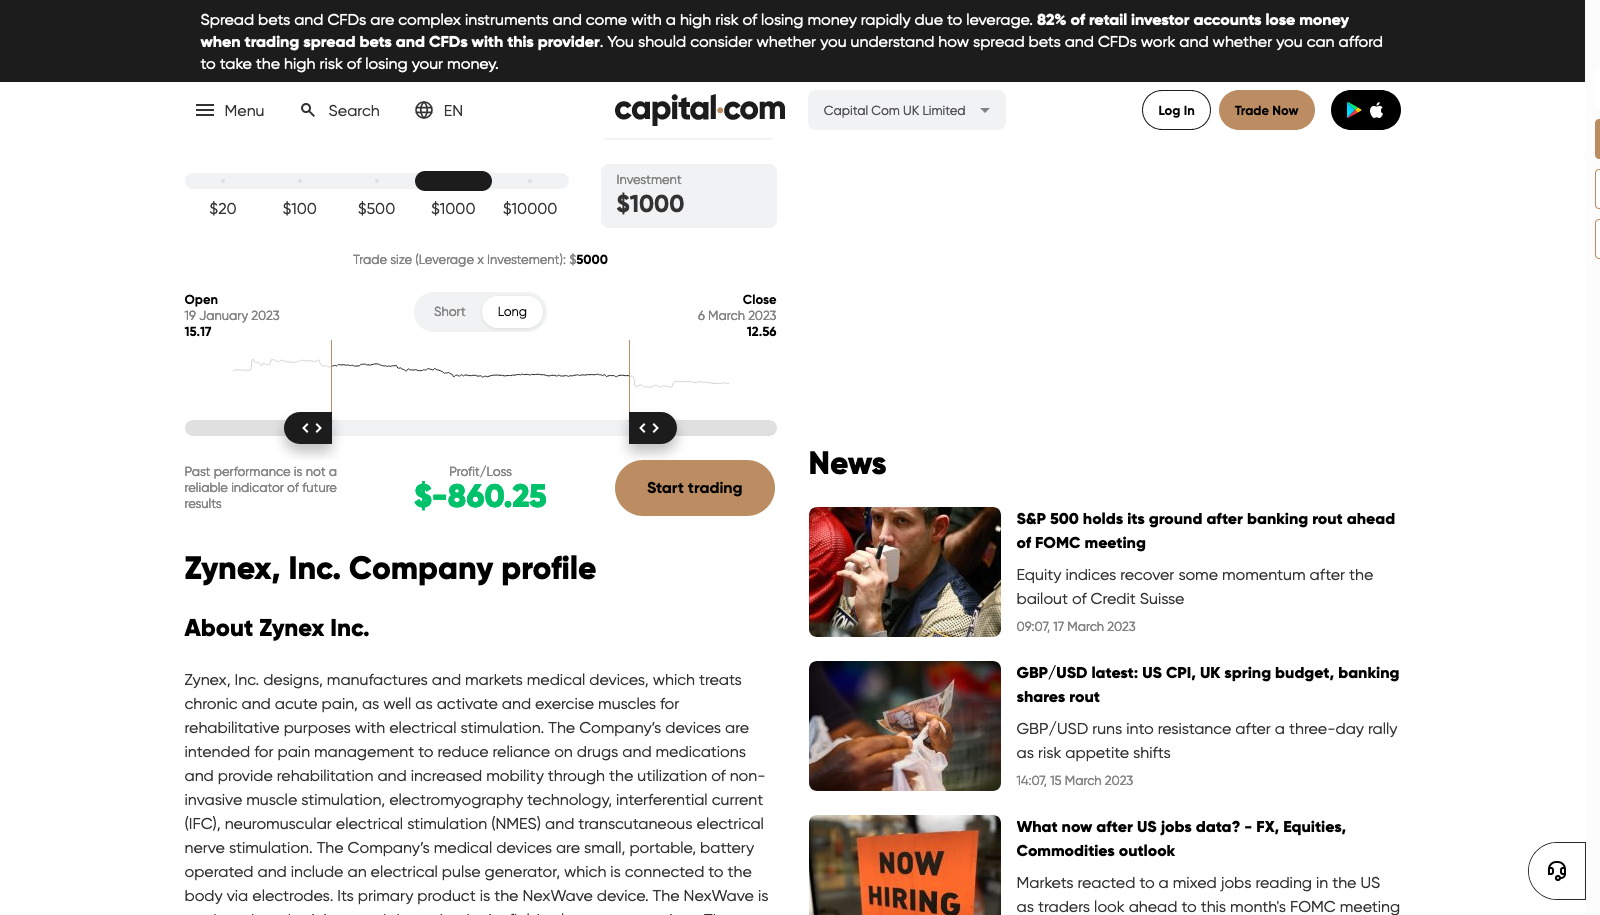 Spread bets and CFDs are complex instruments and come with a high risk of losing money rapidly due to leverage. 82% of retail investor accounts lose money
when trading spread bets and CFDs with this provider. You should consider whether you understand how spread bets and CFDs work and whether you can afford
to take the high risk of losing your money.
Menu
Search
EN
capital.com
Capital Com UK Limited
Log In
Trade Now
$20
$100
$500
$1000
$10000
Investment
$1000
Trade size (Leverage x Investement): $5000
Open
19 January 2023
15.17
Short
Long
Close
6 March 2023
12.56
Past performance is not a
reliable indicator of future
results
Profit/Loss
$-860.25
Start trading
Zynex, Inc. Company profile
About Zynex Inc.
Zynex, Inc. designs, manufactures and markets medical devices, which treats
chronic and acute pain, as well as activate and exercise muscles for
rehabilitative purposes with electrical stimulation. The Company's devices are
intended for pain management to reduce reliance on drugs and medications
and provide rehabilitation and increased mobility through the utilization of non-
invasive muscle stimulation, electromyography technology, interferential current
(IFC), neuromuscular electrical stimulation (NMES) and transcutaneous electrical
nerve stimulation. The Company's medical devices are small, portable, battery
operated and include an electrical pulse generator, which is connected to the
body via electrodes. Its primary product is the NexWave device. The NexWave is
News
S&P 500 holds its ground after banking rout ahead
of FOMC meeting
Equity indices recover some momentum after the
bailout of Credit Suisse
09:07, 17 March 2023
GBP/USD latest: US CPI, UK spring budget, banking
shares rout
GBP/USD runs into resistance after a three-day rally
as risk appetite shifts
14:07, 15 March 2023
NOW
HIRING
What now after US jobs data? - FX, Equities,
Commodities outlook
Markets reacted to a mixed jobs reading in the US
as traders look ahead to this month's FOMC meeting